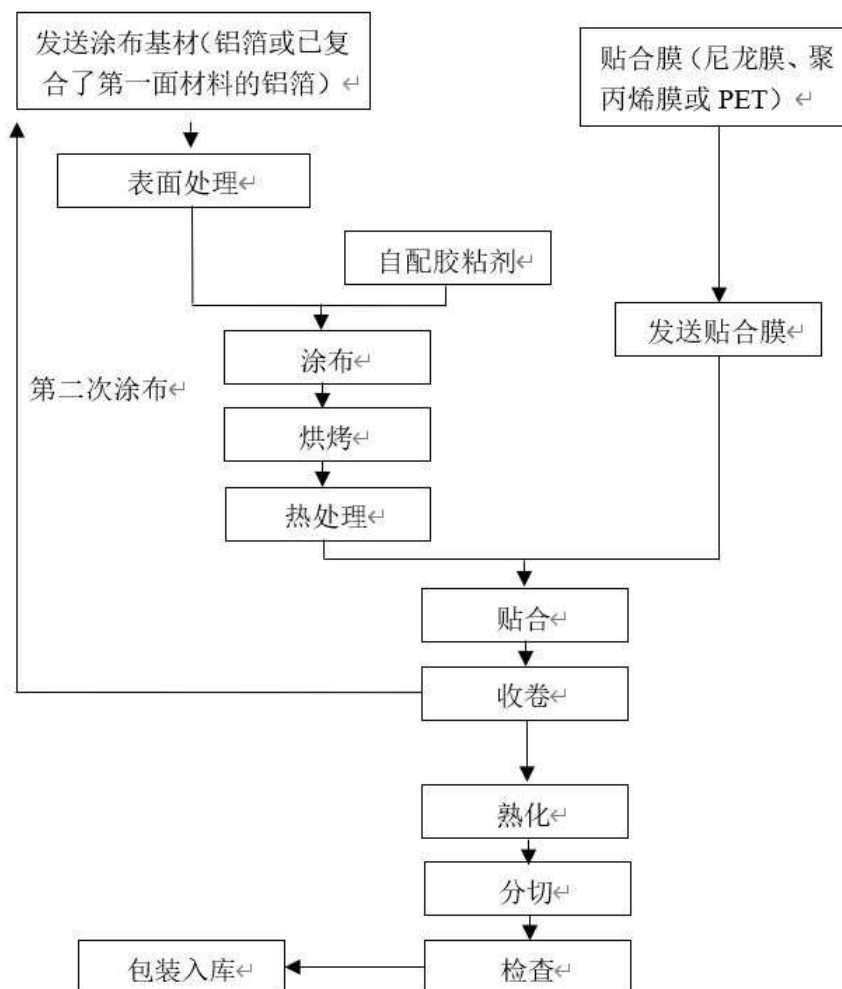 发送涂布基材（铝箔或已复
合了第一面材料的铝箔）↵
贴合膜（尼龙膜、聚
丙烯膜或 PET）↵
表面处理↵
自配胶粘剂↵
发送贴合膜↵
涂布↵
第二次涂布↵
烘烤↵
热处理↵
贴合↵
收卷↵
熟化↵
分切↵
包装入库↵
检查↵